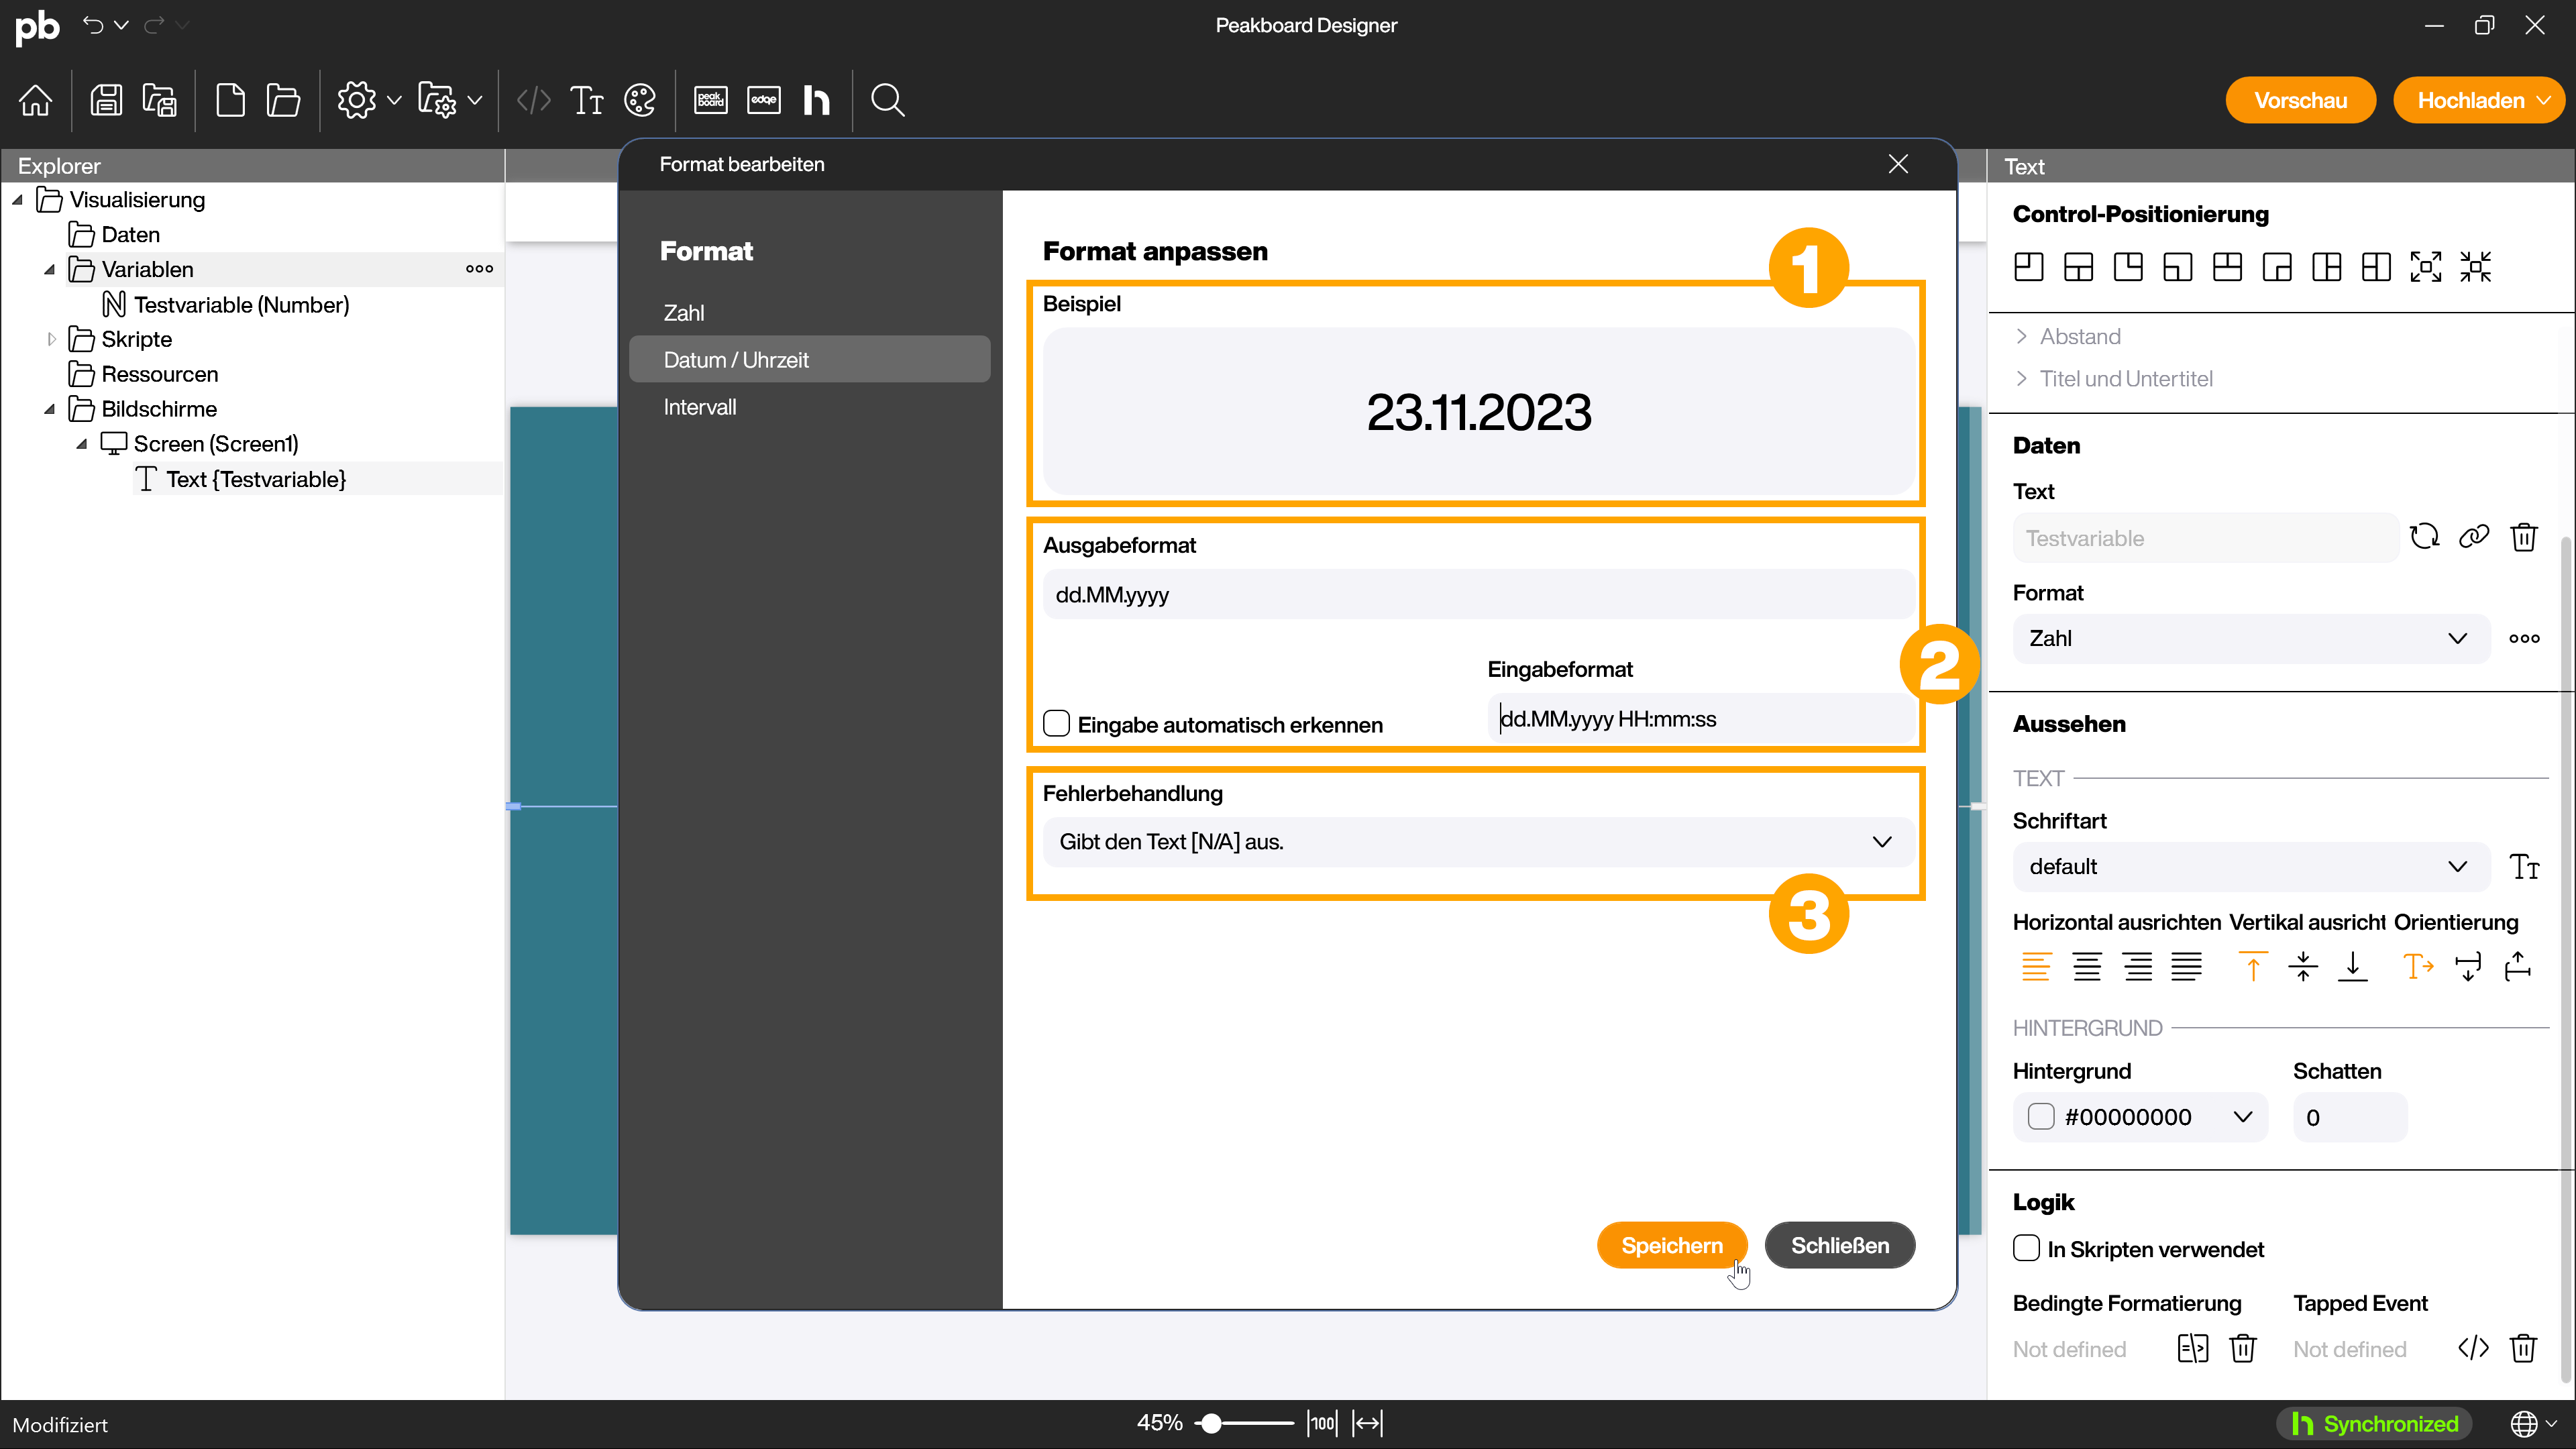 pb
Peakboard Designer
peak board
edge
Vorschau
Hochladen
Explorer
Visualisierung
Daten
Variablen
Testvariable (Number)
Skripte
Ressourcen
Bildschirme
Screen (Screen1)
Text {Testvariable}
Format bearbeiten
Format
Zahl
Datum / Uhrzeit
Intervall
Format anpassen
1
Beispiel
23.11.2023
Ausgabeformat
dd.MM.yyyy
2
Eingabeformat
Eingabe automatisch erkennen
dd.MM.yyyy HH:mm:ss
Fehlerbehandlung
Gibt den Text [N/A] aus.
3
Speichern
Schließen
Text
Control-Positionierung
Abstand
Titel und Untertitel
Daten
Text
Testvariable
Format
Zahl
Aussehen
TEXT
Schriftart
default
Horizontal ausrichten Vertikal ausricht Orientierung
HINTERGRUND
Hintergrund Schatten
#00000000 0
Logik
In Skripten verwendet
Bedingte Formatierung Tapped Event
Not defined Not defined
Modifiziert
45%
100
Synchronized